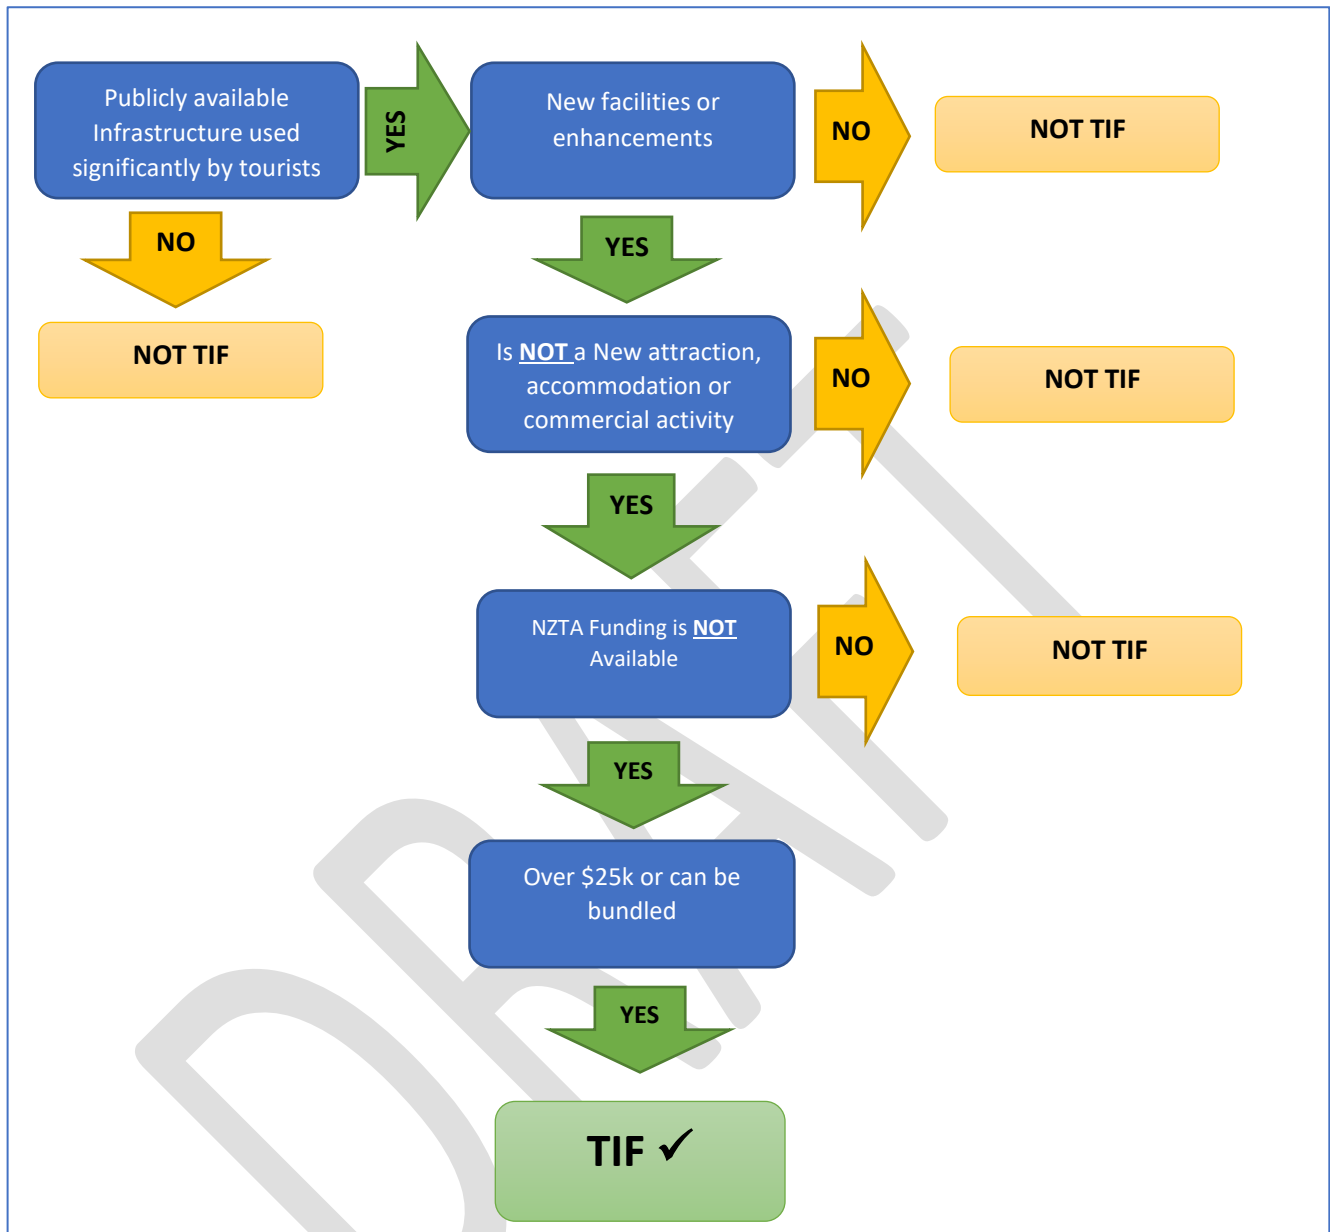 Publicly available
Infrastructure used
significantly by tourists
YES
New facilities or
enhancements
NO
NOT TIF
NO
YES
NOT TIF
Is NOT a New attraction,
accommodation or
commercial activity
NO
NOT TIF
YES
NZTA Funding is NOT
Available
NO
NOT TIF
YES
Over $25k or can be
bundled
YES
TIF ✓
DRAFT